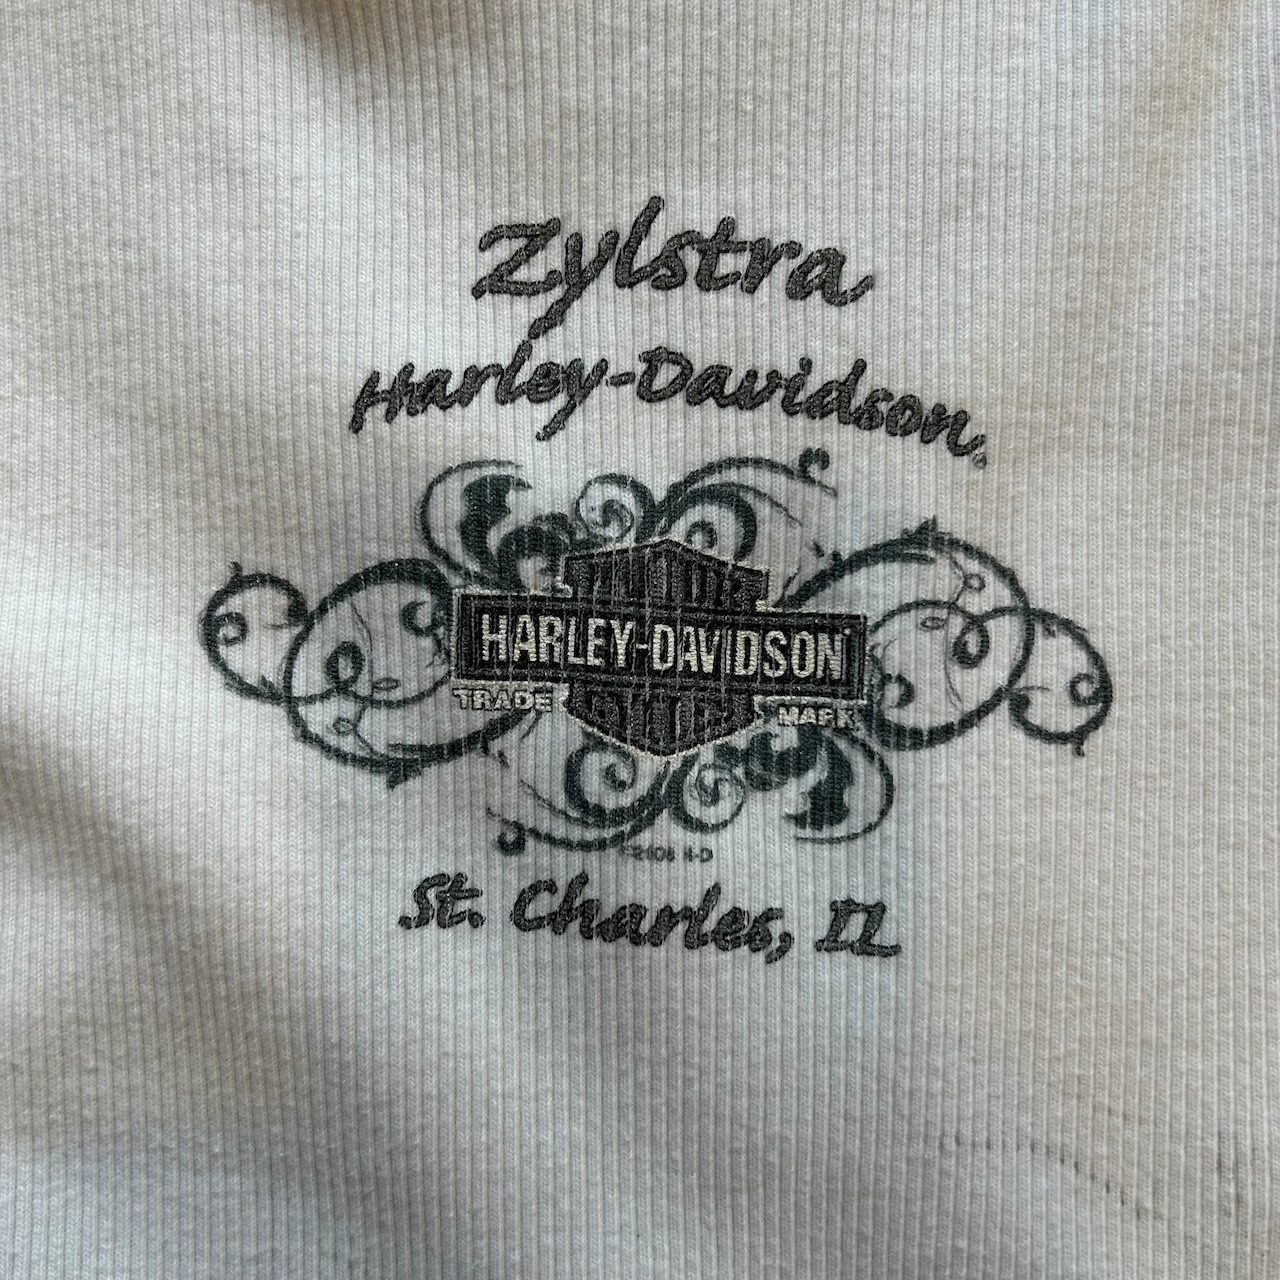 Zylstra
Harley-Davidson
HARLEY-DAVIDSON
TRADE MARK
H-D
St. Charles, IL